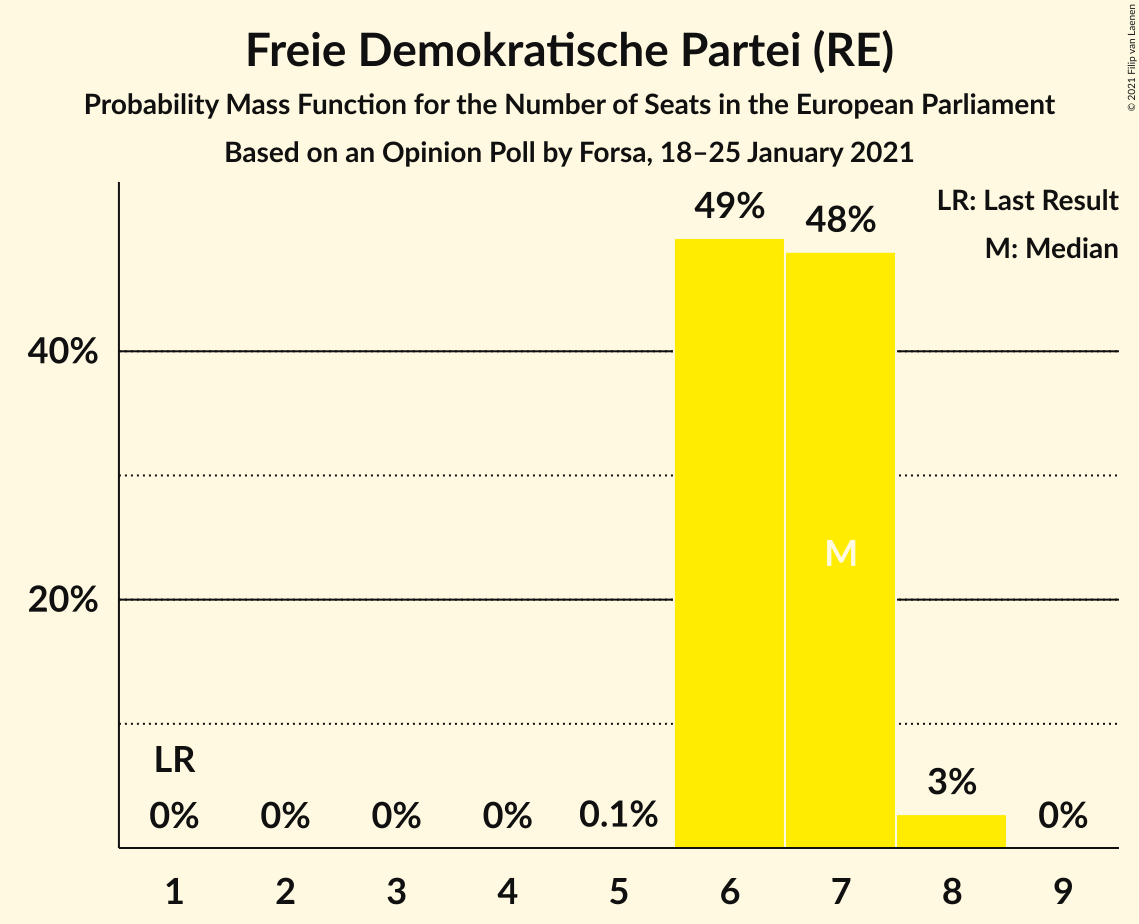 Freie Demokratische Partei (RE)
Probability Mass Function for the Number of Seats in the European Parliament
Based on an Opinion Poll by Forsa, 18–25 January 2021
© 2021 Filip van Laenen
LR: Last Result
M: Median
49%
48%
40%
M
20%
LR
0%
0%
0%
0%
0.1%
3%
0%
1 2 3 4 5 6 7 8 9